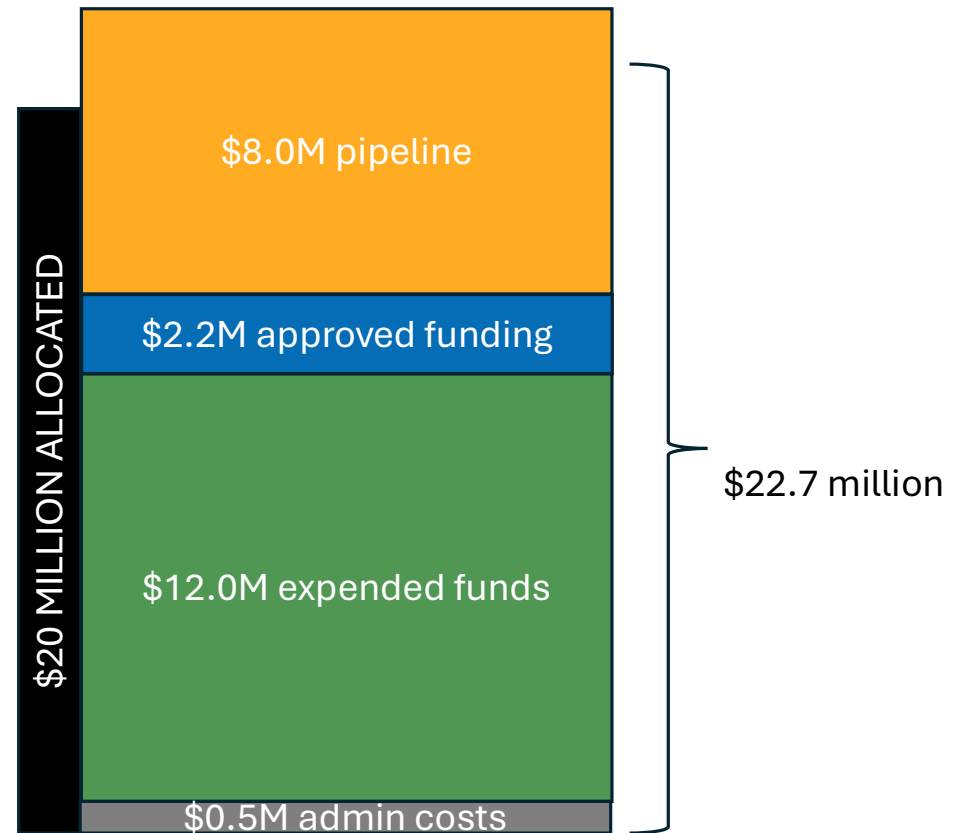 $20 MILLION ALLOCATED
$8.0M pipeline
$2.2M approved funding
$12.0M expended funds
$0.5M admin costs
$22.7 million